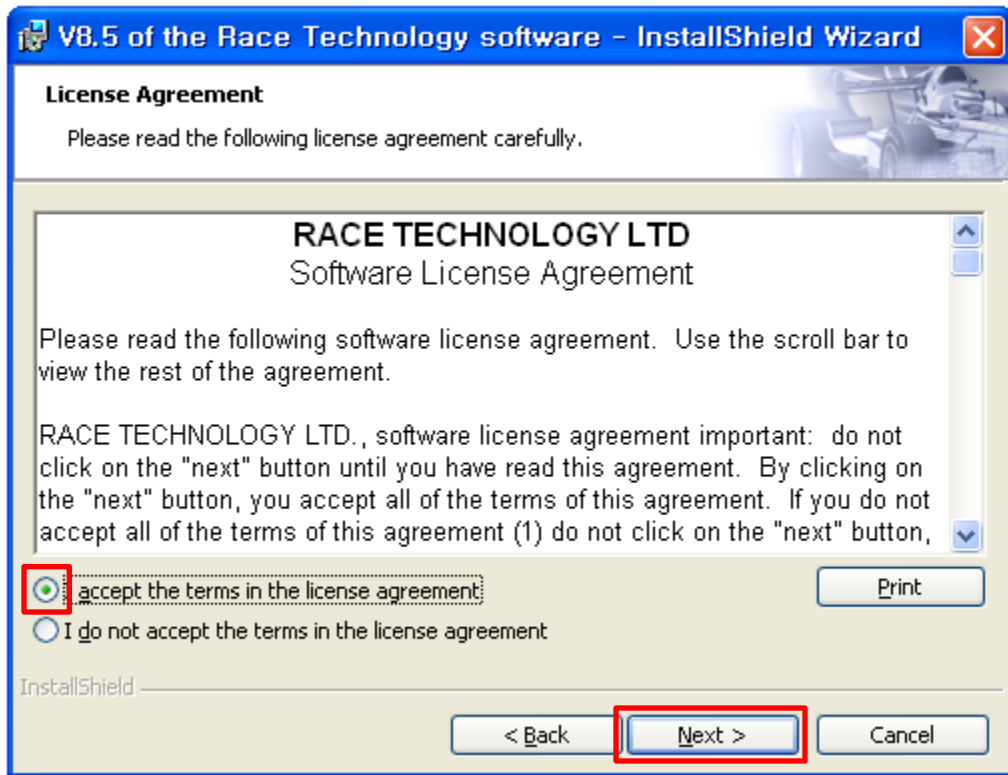 V8.5 of the Race Technology software - InstallShield Wizard
License Agreement
Please read the following license agreement carefully.
RACE TECHNOLOGY LTD
Software License Agreement
Please read the following software license agreement.  Use the scroll bar to
view the rest of the agreement.
RACE TECHNOLOGY LTD., software license agreement important:  do not
click on the "next" button until you have read this agreement.  By clicking on
the "next" button, you accept all of the terms of this agreement.  If you do not
accept all of the terms of this agreement (1) do not click on the "next" button,
I accept the terms in the license agreement
Print
I do not accept the terms in the license agreement
InstallShield
< Back
Next >
Cancel